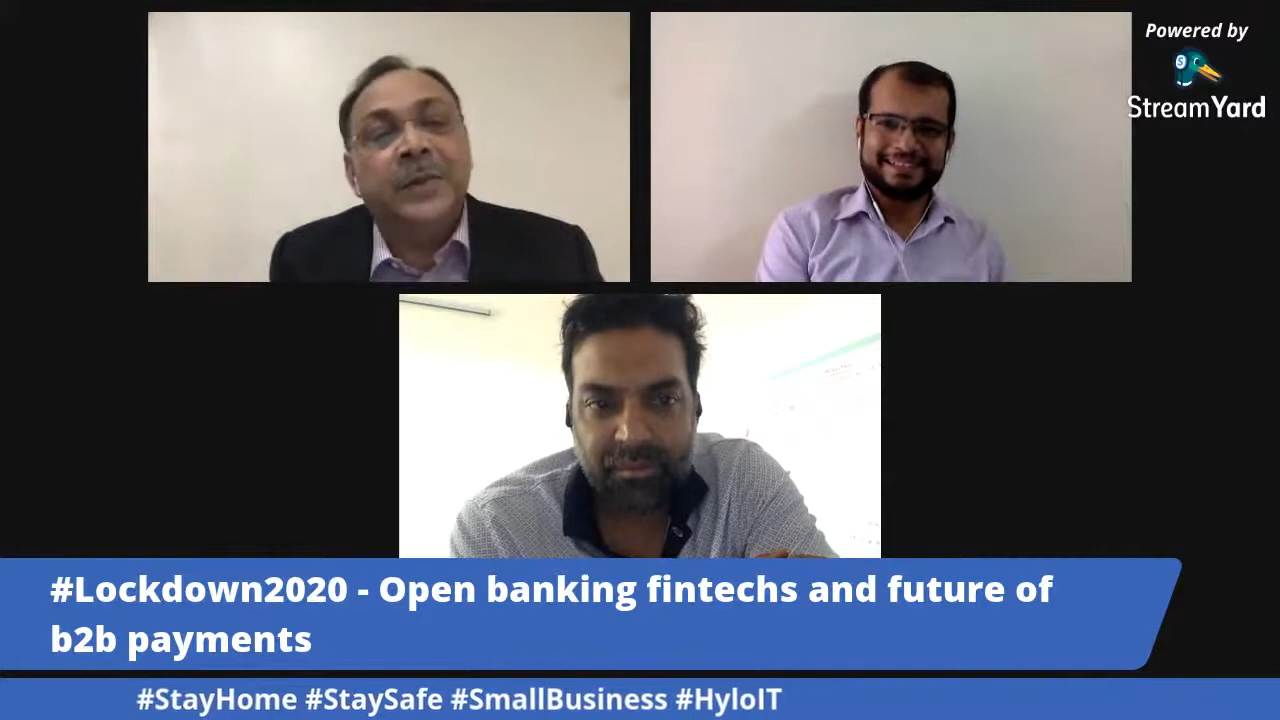 Powered by
StreamYard
#Lockdown2020 - Open banking fintechs and future of
b2b payments
#StayHome #StaySafe #SmallBusiness #HyloIT